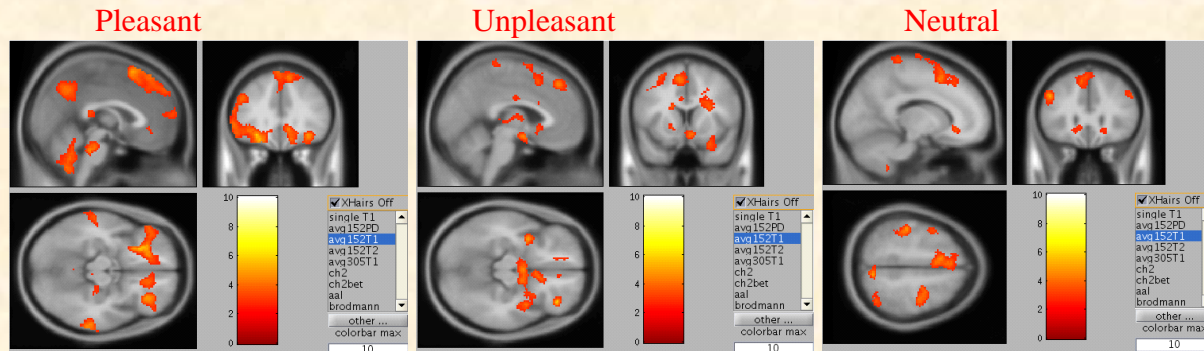 Pleasant
Unpleasant
Neutral
10
8
6
4
2
0
XHairs Off
single T1
avg152PD
avg152T1
avg152T2
avg305T1
ch2
ch2bet
aal
brodmann
other ...
colorbar max
10
10
8
6
4
2
0
XHairs Off
single T1
avg152PD
avg152T1
avg152T2
avg305T1
ch2
ch2bet
aal
brodmann
other ...
colorbar max
10
10
8
6
4
2
0
XHairs Off
single T1
avg152PD
avg152T1
avg152T2
avg305T1
ch2
ch2bet
aal
brodmann
other ...
colorbar max
10